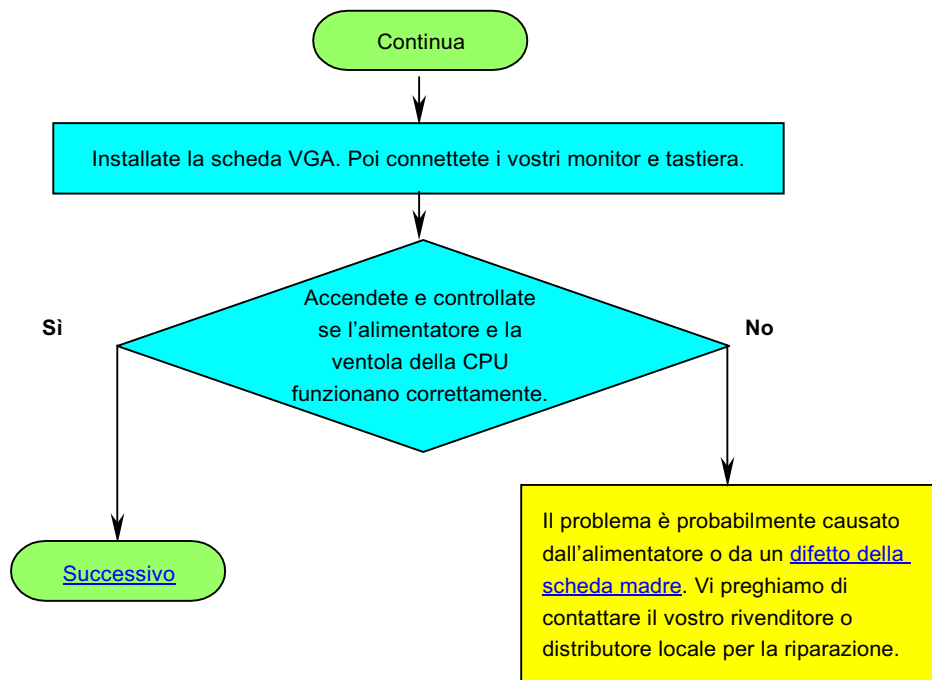 Continua
Installate la scheda VGA. Poi connettete i vostri monitor e tastiera.
Accendete e controllate
se l’alimentatore e la
ventola della CPU
funzionano correttamente.
Sì
No
Successivo
Il problema è probabilmente causato
dall’alimentatore o da un difetto della
scheda madre. Vi preghiamo di
contattare il vostro rivenditore o
distributore locale per la riparazione.